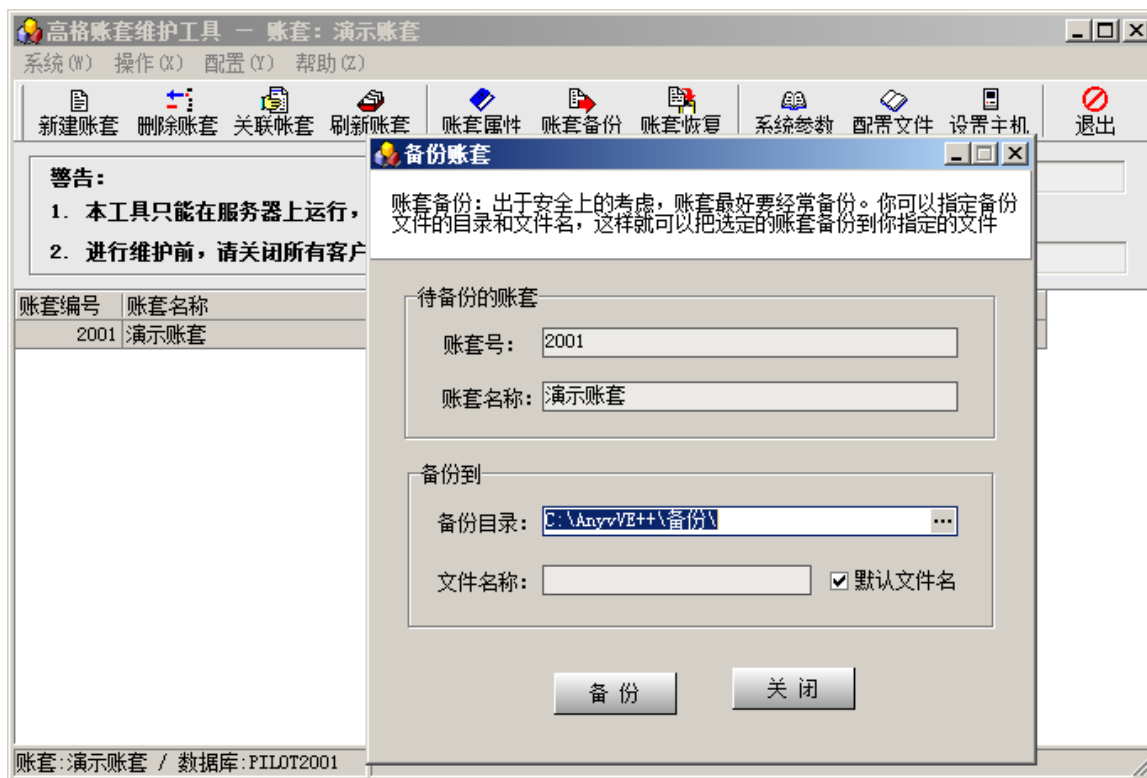 高格账套维护工具 － 账套：演示账套
系统(W) 操作(X) 配置(Y) 帮助(Z)
新建账套 删除账套 关联帐套 刷新账套 账套属性 账套备份 账套恢复 系统参数 配置文件 设置主机 退出
备份账套
警告：
1. 本工具只能在服务器上运行，
2. 进行维护前，请关闭所有客户
账套备份：出于安全上的考虑，账套最好要经常备份。你可以指定备份
文件的目录和文件名，这样就可以把选定的账套备份到你指定的文件
账套编号 账套名称
2001 演示账套
待备份的账套
账套号： 2001
账套名称： 演示账套
备份到
备份目录： C:\AnyvVE++\备份\ ...
文件名称： 默认文件名
备 份 关 闭
账套:演示账套 / 数据库:PILOT2001